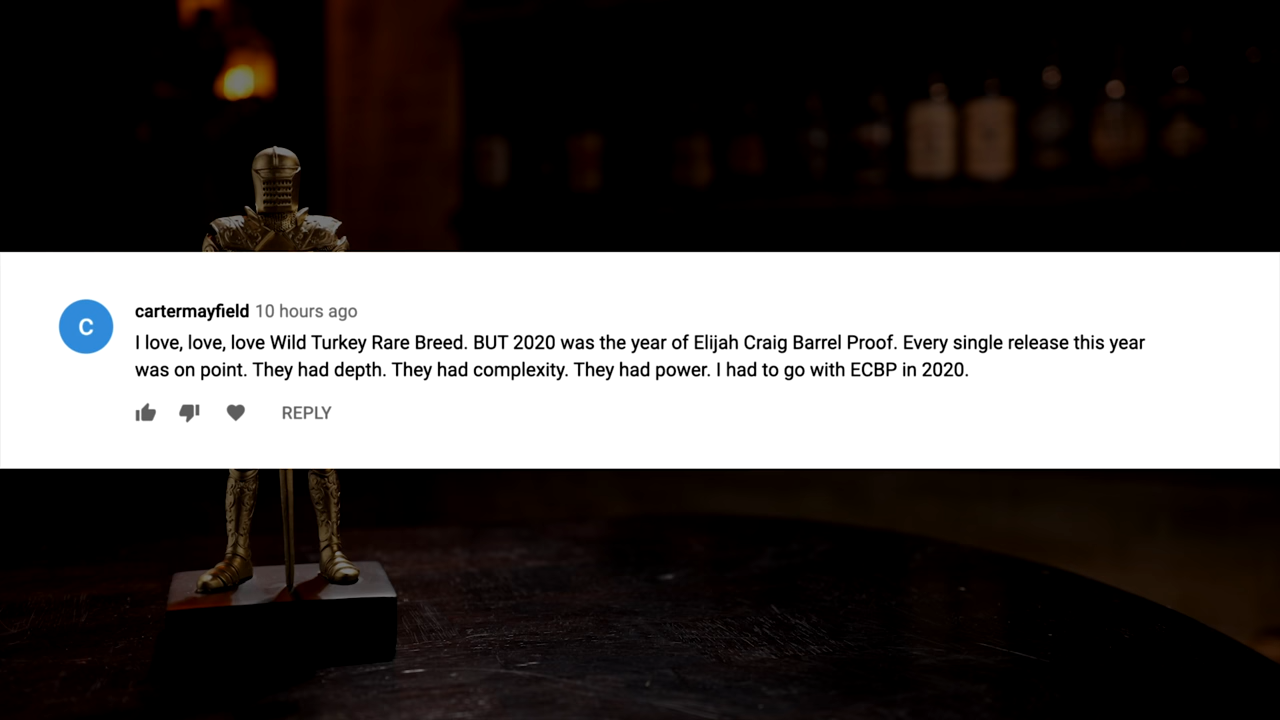 C
cartermayfield 10 hours ago
I love, love, love Wild Turkey Rare Breed. BUT 2020 was the year of Elijah Craig Barrel Proof. Every single release this year
was on point. They had depth. They had complexity. They had power. I had to go with ECBP in 2020.
REPLY